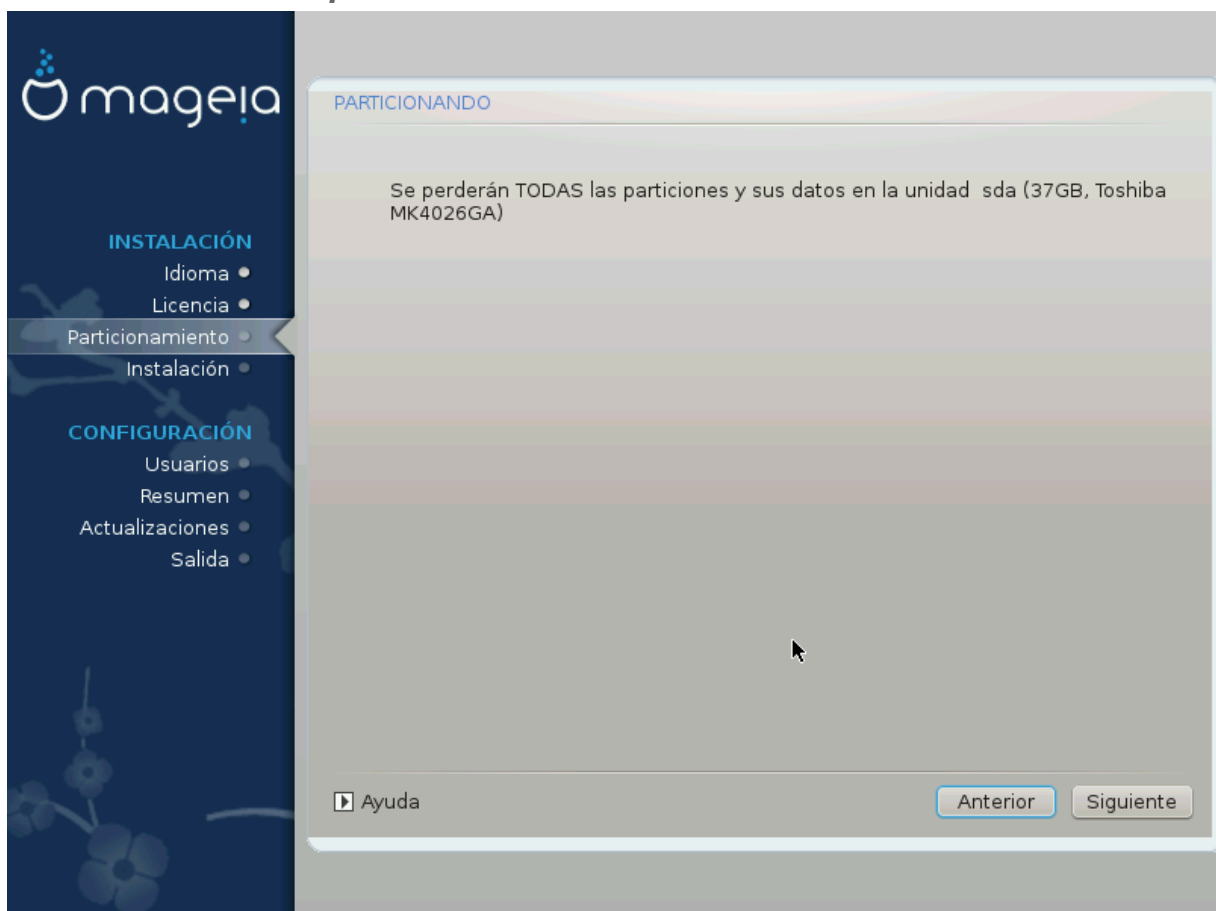 mageia
INSTALACIÓN
Idioma
Licencia
Particionamiento
Instalación
CONFIGURACIÓN
Usuarios
Resumen
Actualizaciones
Salida
PARTICIONANDO
Se perderán TODAS las particiones y sus datos en la unidad sda (37GB, Toshiba
MK4026GA)
Ayuda
Anterior
Siguiente